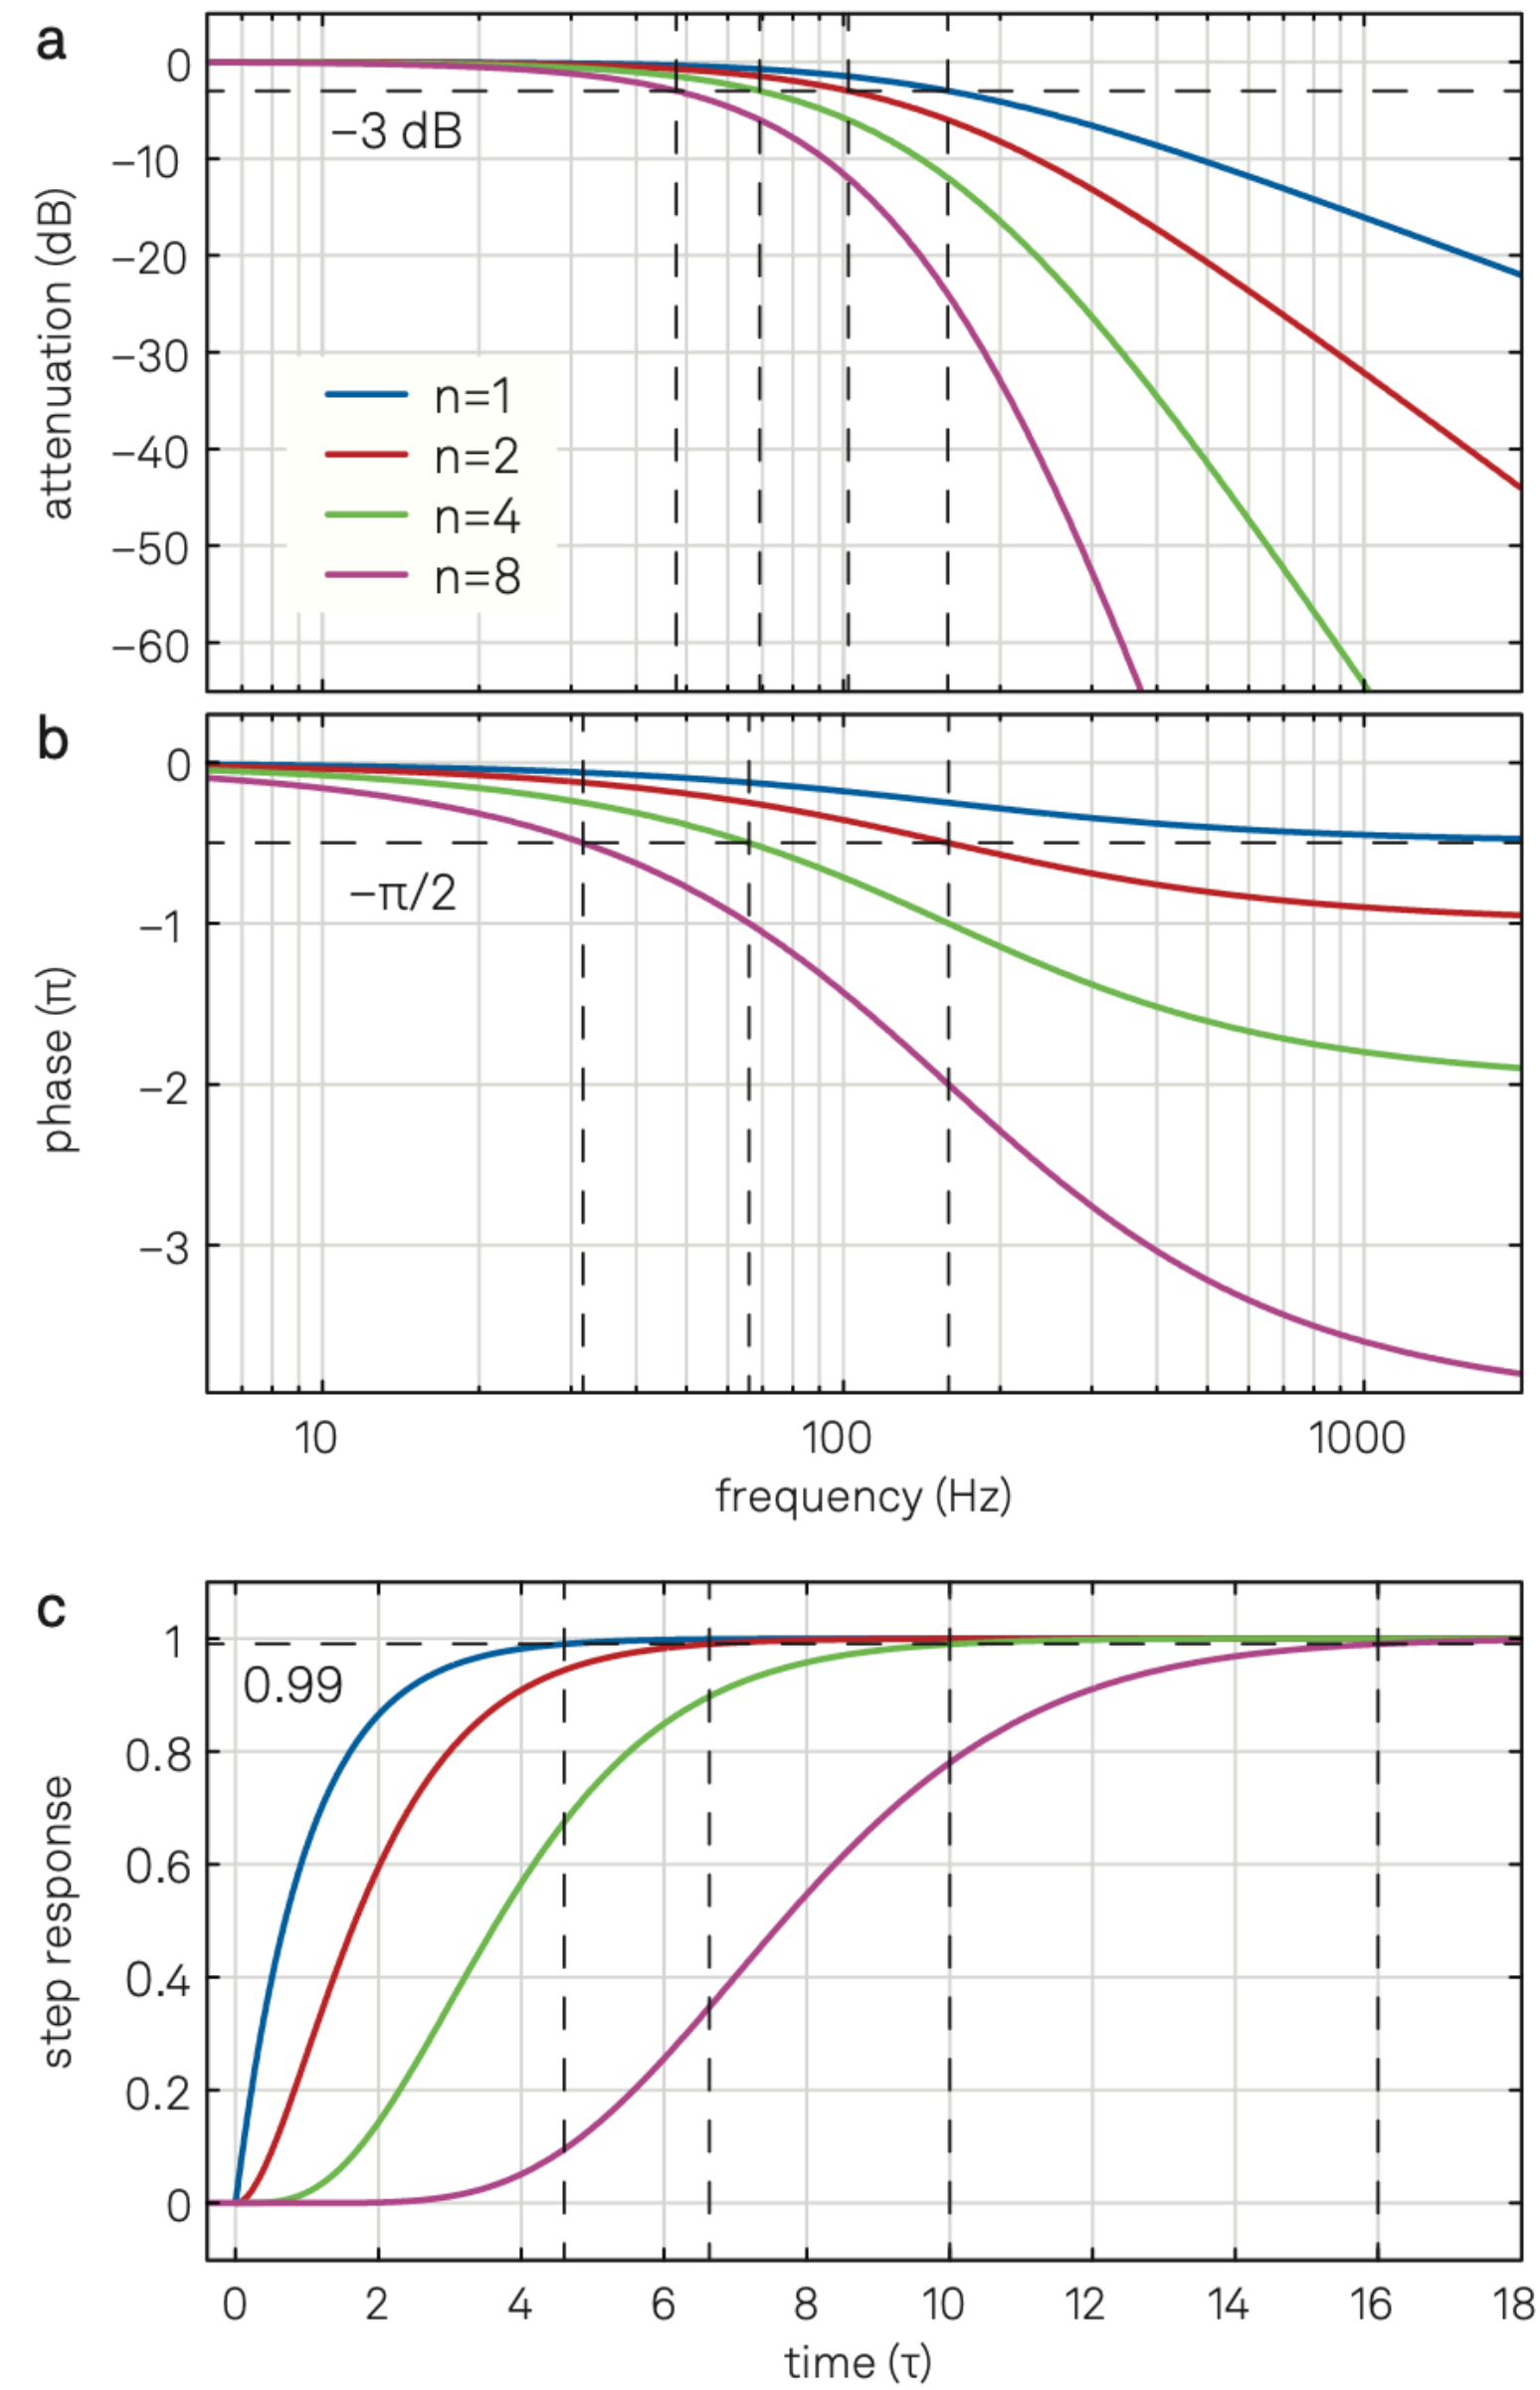 a
0
−3 dB
−10
−20
−30
−40
−50
−60
attenuation (dB)
n=1
n=2
n=4
n=8
b
0
−π/2
−1
−2
−3
phase (π)
10 100 1000
frequency (Hz)
c
1
0.99
0.8
0.6
0.4
0.2
0
step response
0 2 4 6 8 10 12 14 16 18
time (τ)